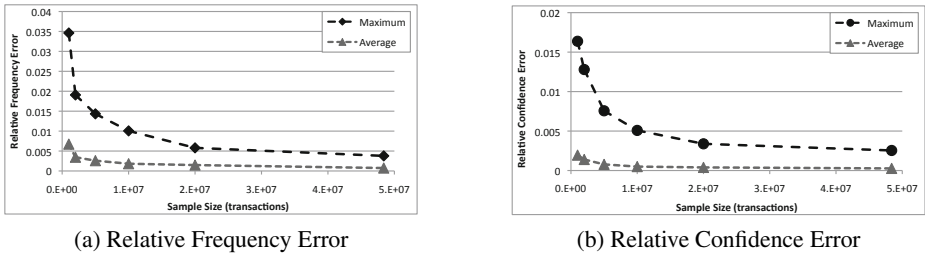 0.04
0.035
0.03
0.025
0.02
0.015
0.01
0.005
0
Relative Frequency Error
Maximum
Average
0.E+00
1.E+07
2.E+07
3.E+07
4.E+07
5.E+07
Sample Size (transactions)
(a) Relative Frequency Error
0.02
0.015
0.01
0.005
0
Relative Confidence Error
Maximum
Average
0.E+00
1.E+07
2.E+07
3.E+07
4.E+07
5.E+07
Sample Size (transactions)
(b) Relative Confidence Error